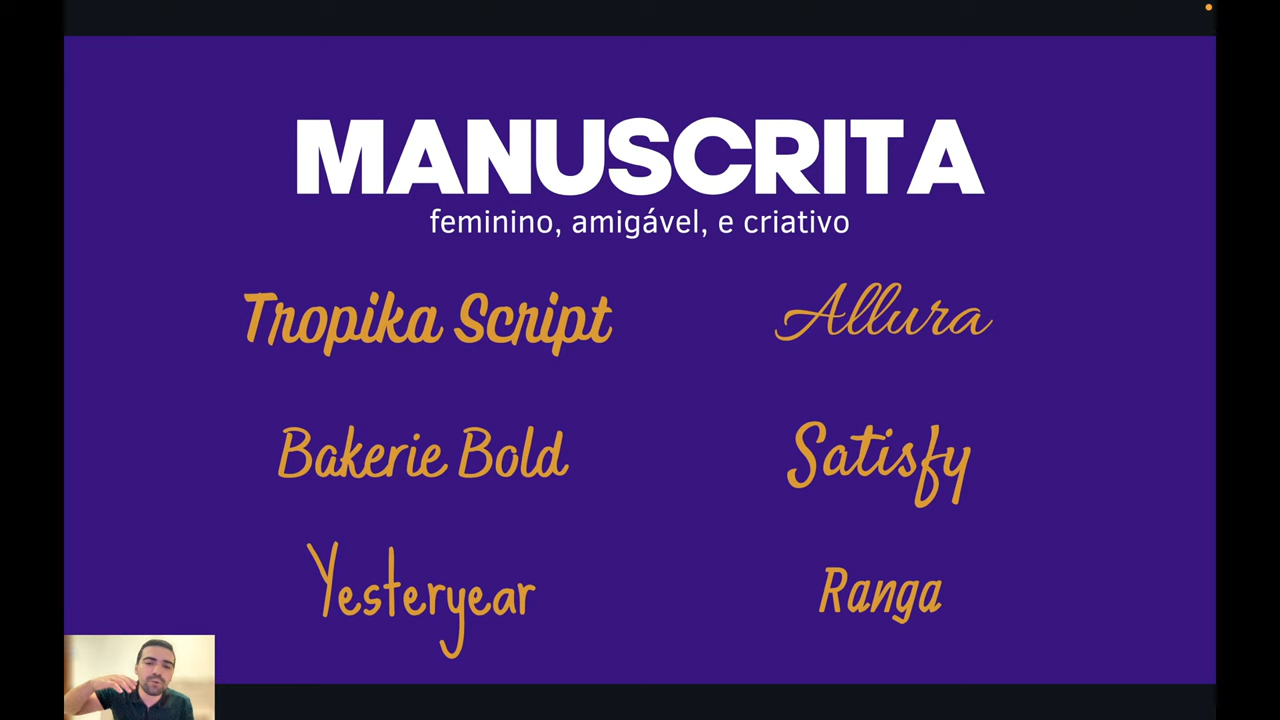 MANUSCRITA
feminino, amigável, e criativo
Tropika Script
Allura
Bakerie Bold
Satisfy
Yesteryear
Ranga